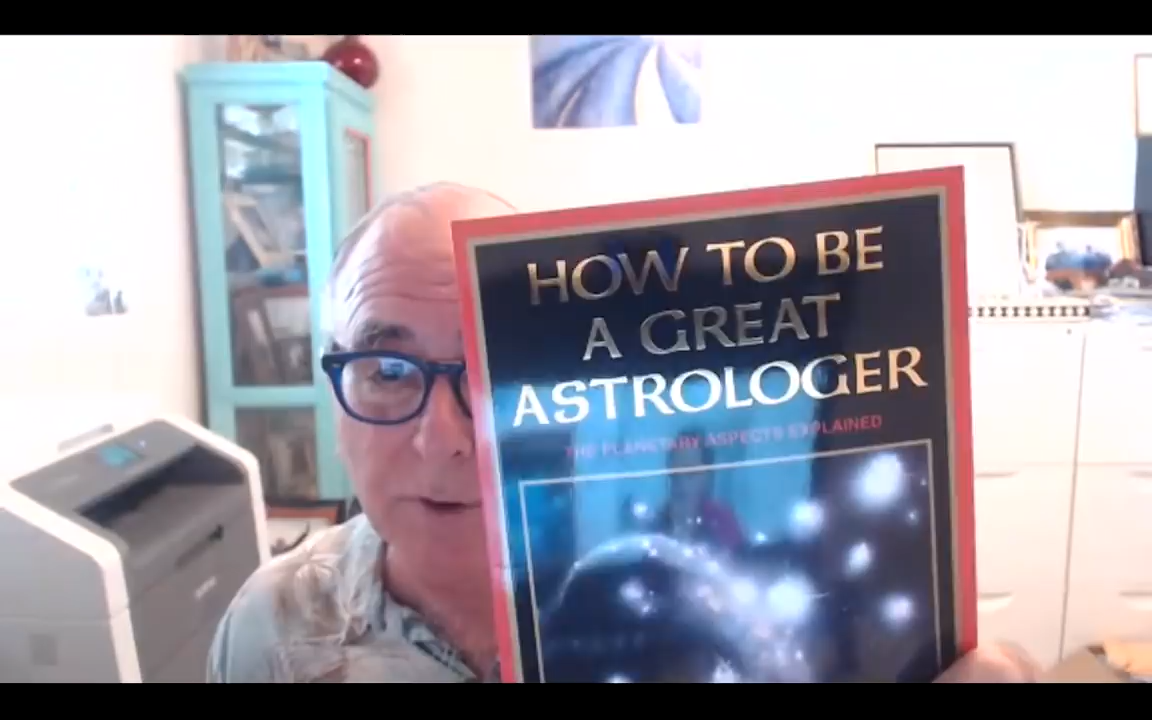 HOW TO BE
A GREAT
ASTROLOGER
THE PLANETARY ASPECTS EXPLAINED